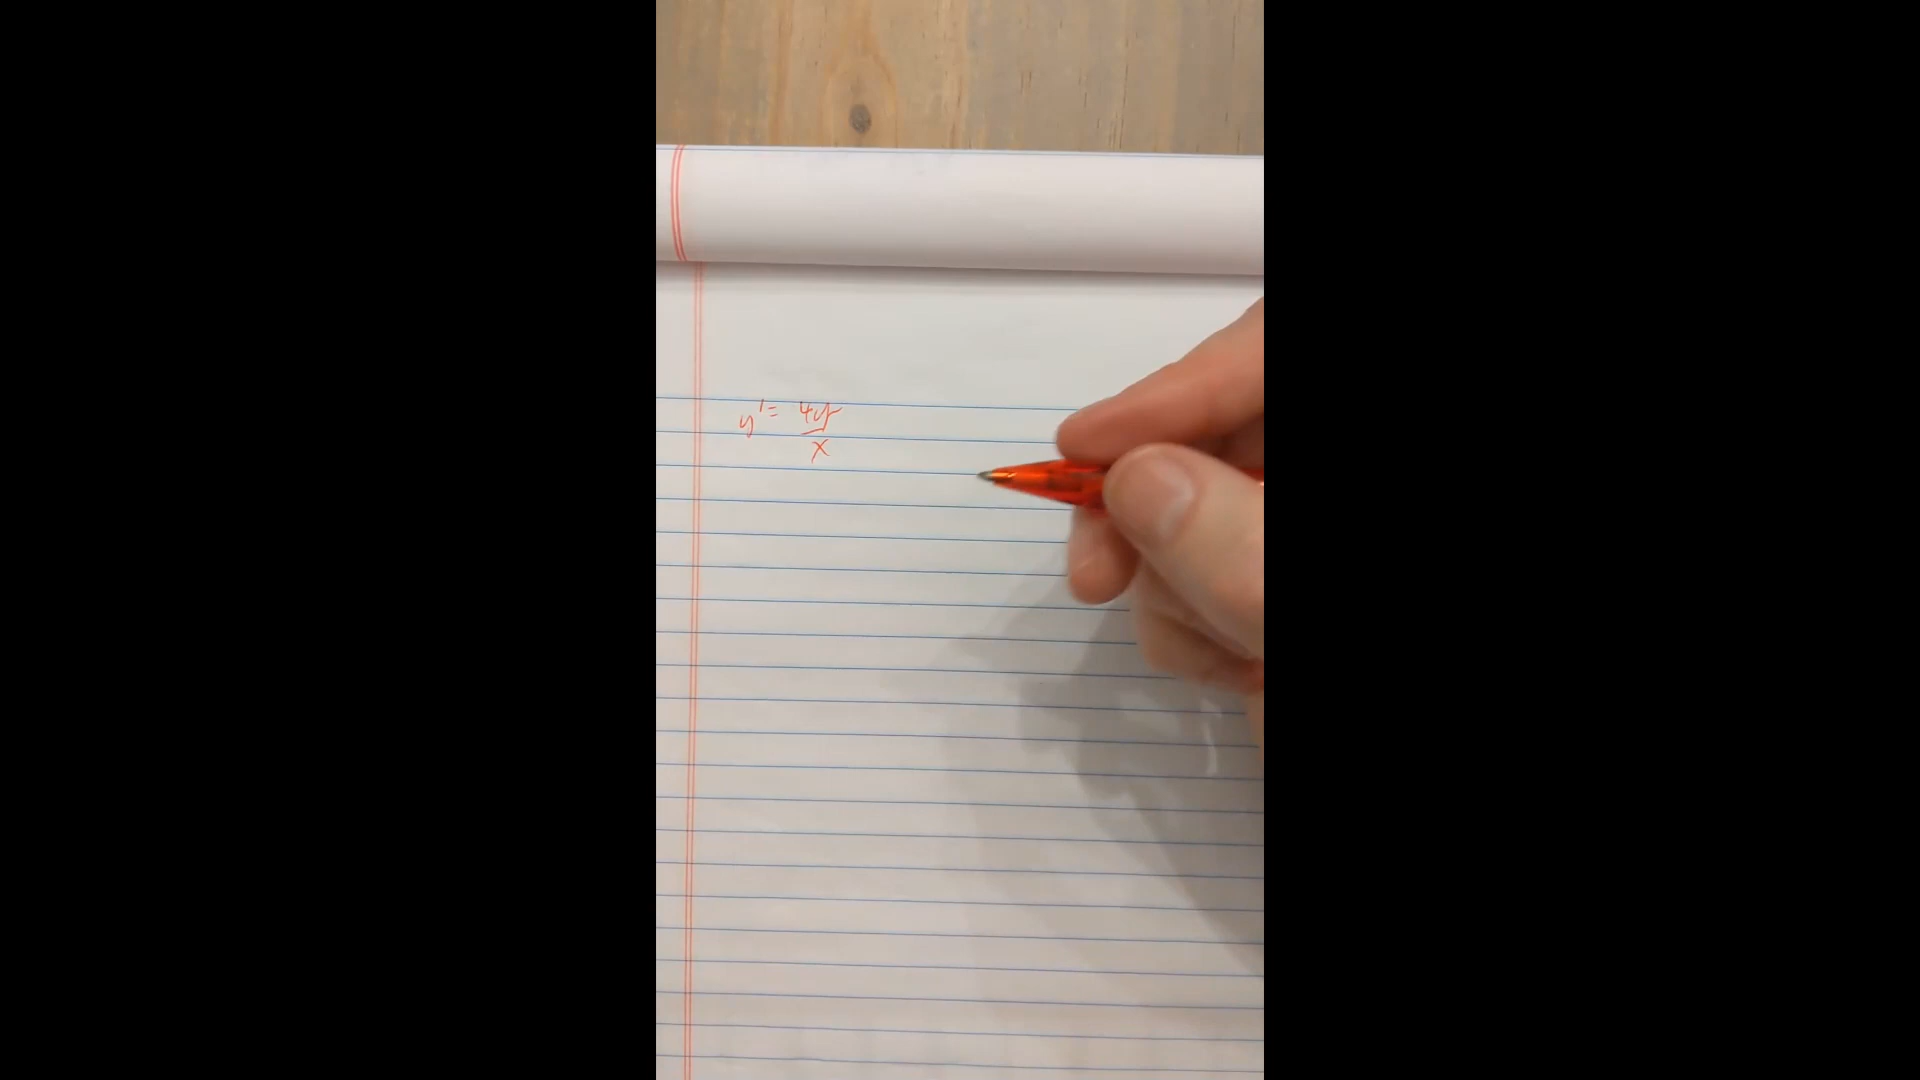 y' = 4y/x